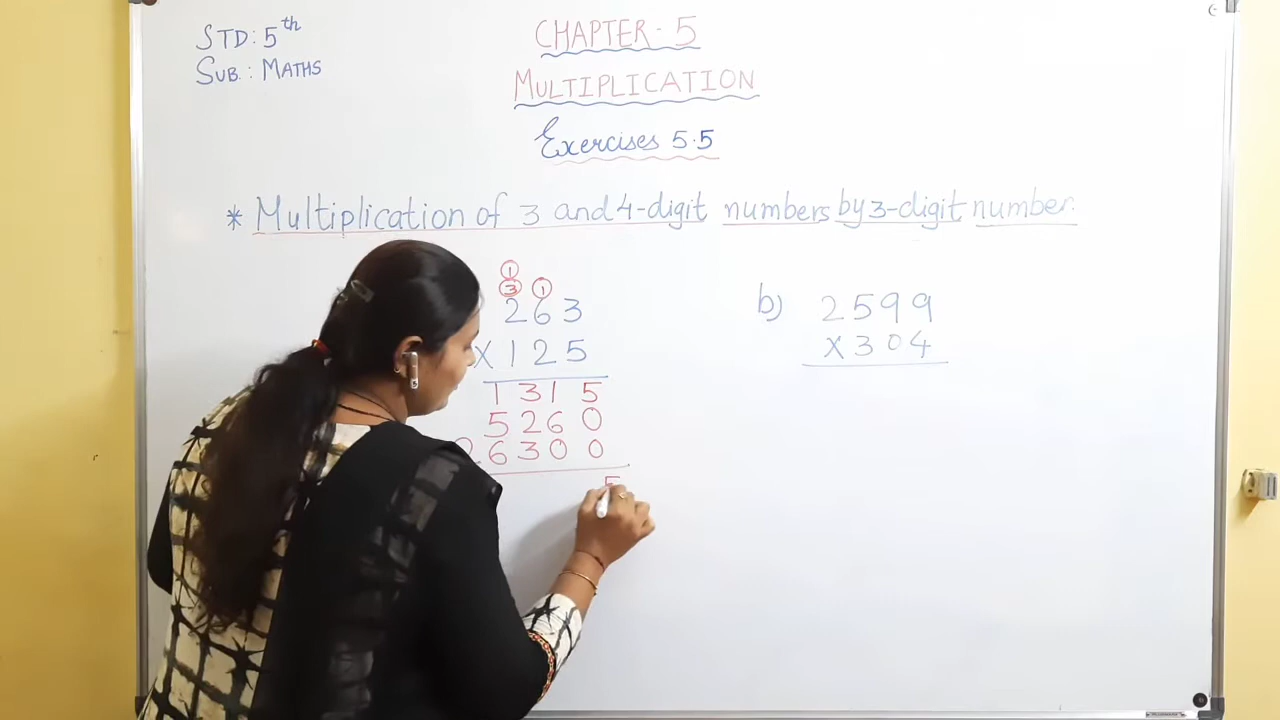 STD: 5th
SUB.: MATHS
CHAPTER - 5
MULTIPLICATION
Exercises 5.5
* Multiplication of 3 and 4-digit numbers by 3-digit number.
1
3 1
263
X 125
1315
5260
26300
5
b) 2599
X 304